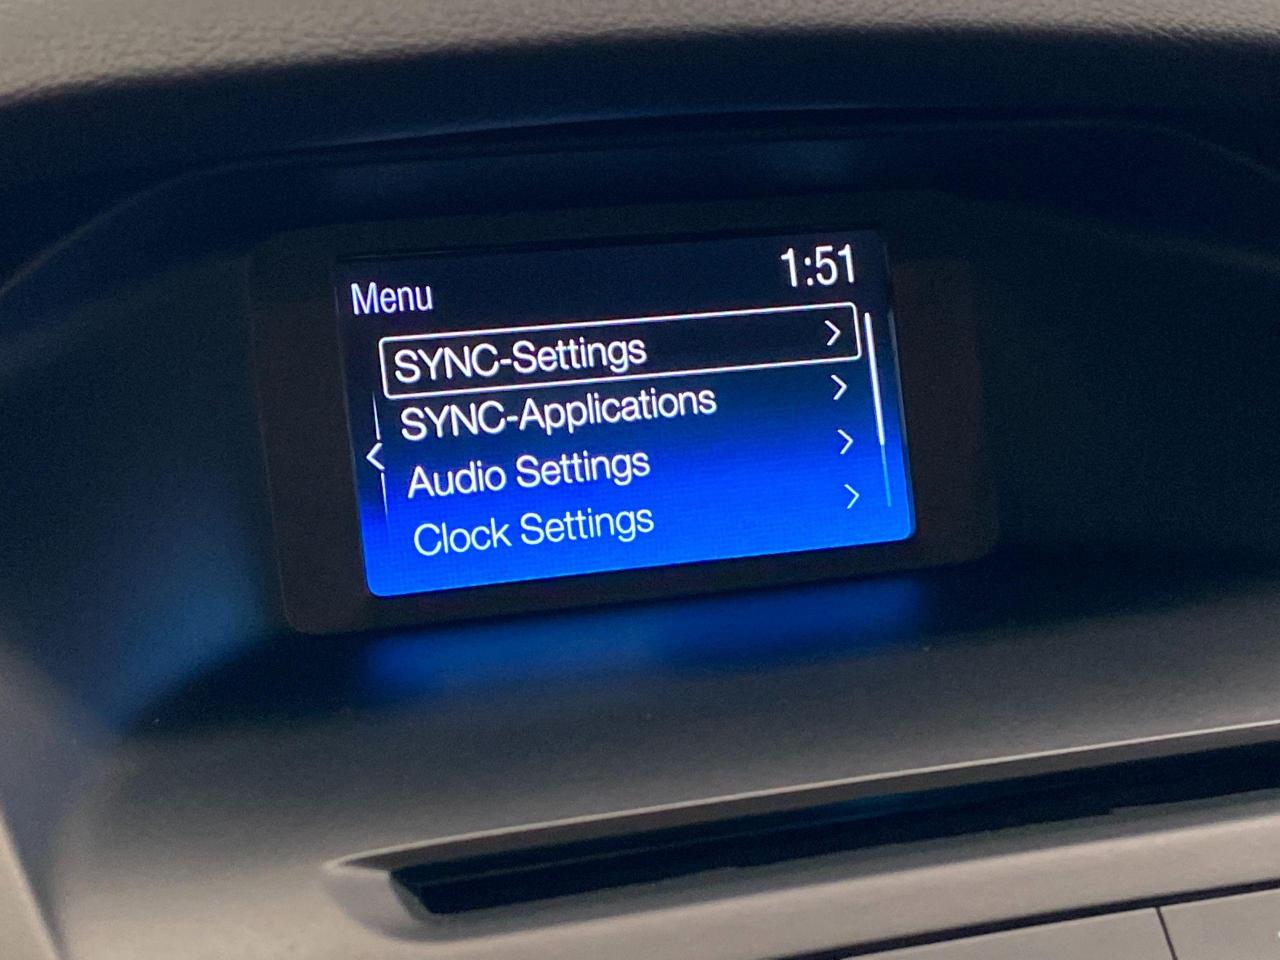 Menu 1:51
SYNC-Settings
SYNC-Applications
Audio Settings
Clock Settings